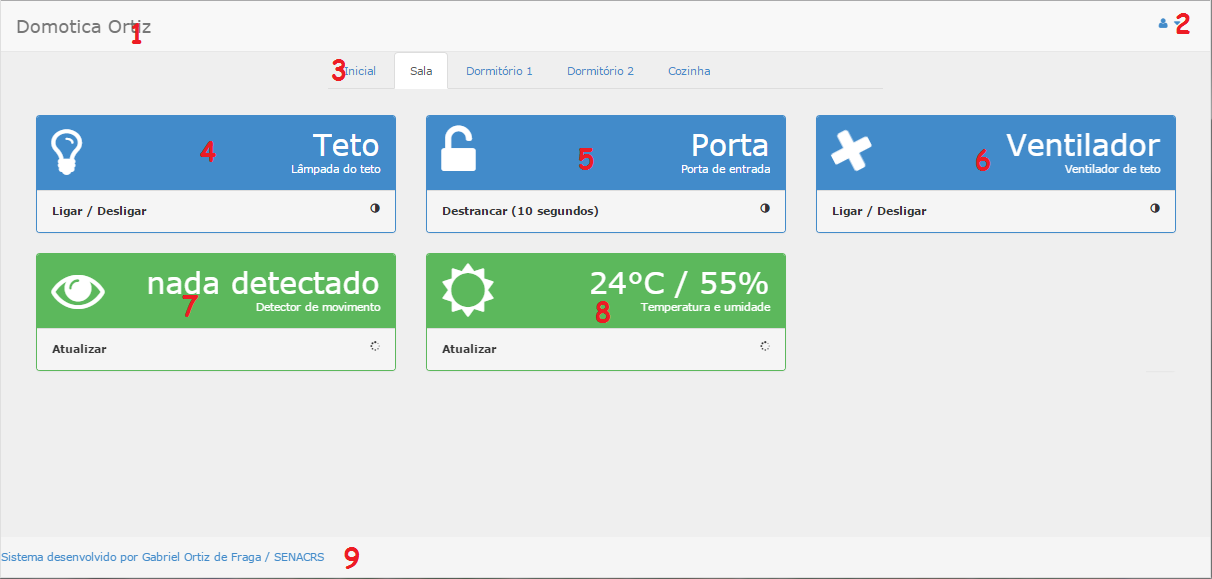 Domotica Ortiz
1
2
3 Inicial Sala Dormitório 1 Dormitório 2 Cozinha
4 Teto
Lâmpada do teto
Ligar / Desligar
5 Porta
Porta de entrada
Destrancar (10 segundos)
6 Ventilador
Ventilador de teto
Ligar / Desligar
nada detectado
7 Detector de movimento
Atualizar
24ºC / 55%
8 Temperatura e umidade
Atualizar
Sistema desenvolvido por Gabriel Ortiz de Fraga / SENACRS 9